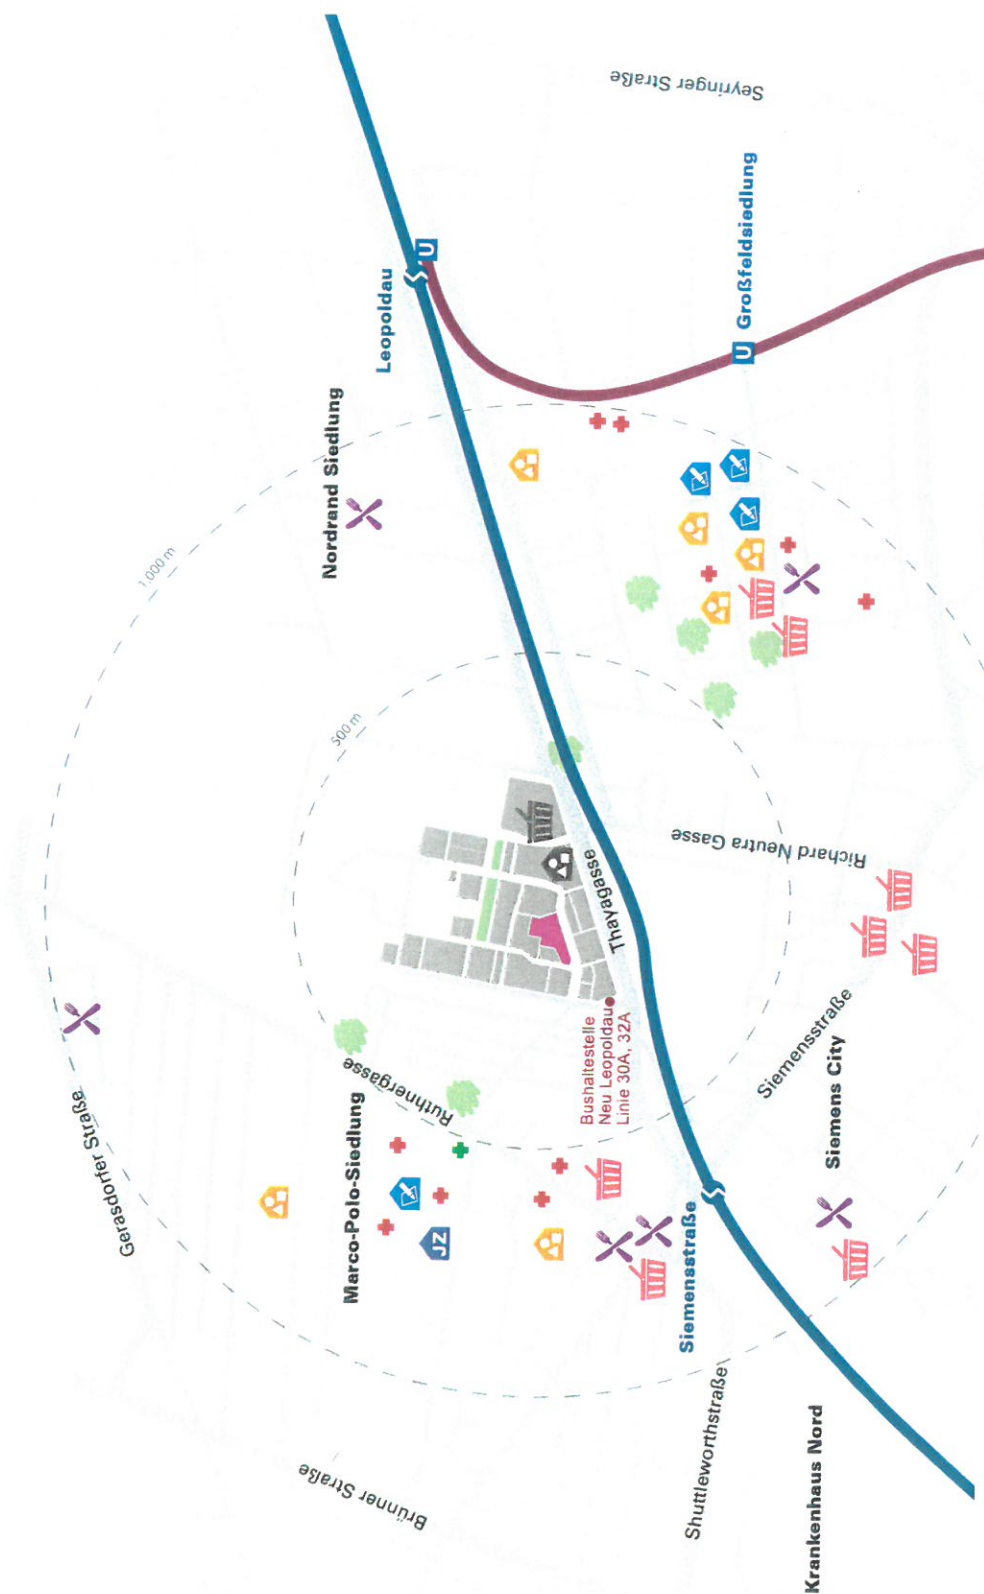 Gerasdorfer Straße
1.000 m
Nordrand Siedlung
Leopoldau
U
Seyringer Straße
500 m
Ruthnergasse
Marco-Polo-Siedlung
JZ
Brünner Straße
Bushaltestelle
Neu Leopoldau
Linie 30A, 32A
Thayagasse
Richard Neutra Gasse
U Großfeldsiedlung
Siemensstraße
Siemensstraße
Siemens City
Shuttleworthstraße
Krankenhaus Nord